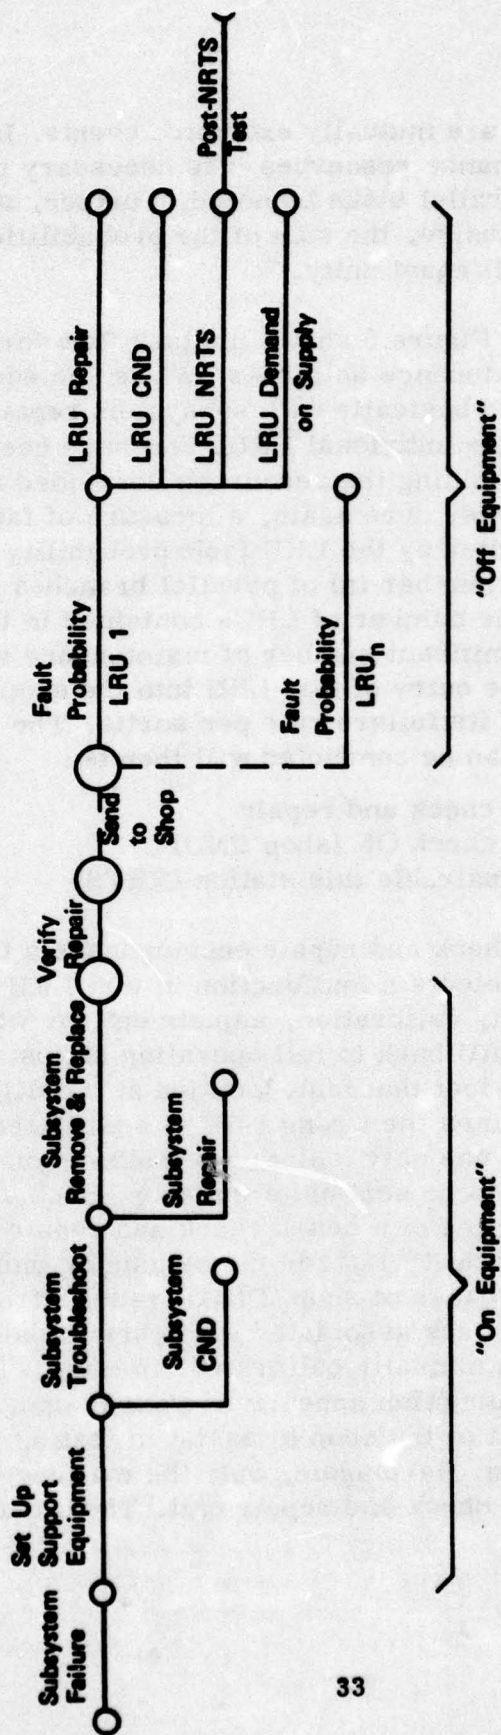 Subsystem
Failure
Set Up
Support
Equipment
Subsystem
Troubleshoot
Subsystem
CND
Subsystem
Remove & Replace
Subsystem
Repair
Verify
Repair
Send
to
Shop
Fault
Probability
LRU 1
Fault
Probability
LRU n
LRU Repair
LRU CND
LRU NRTS
LRU Demand
on Supply
Post-NRTS
Test
"On Equipment"
"Off Equipment"
33